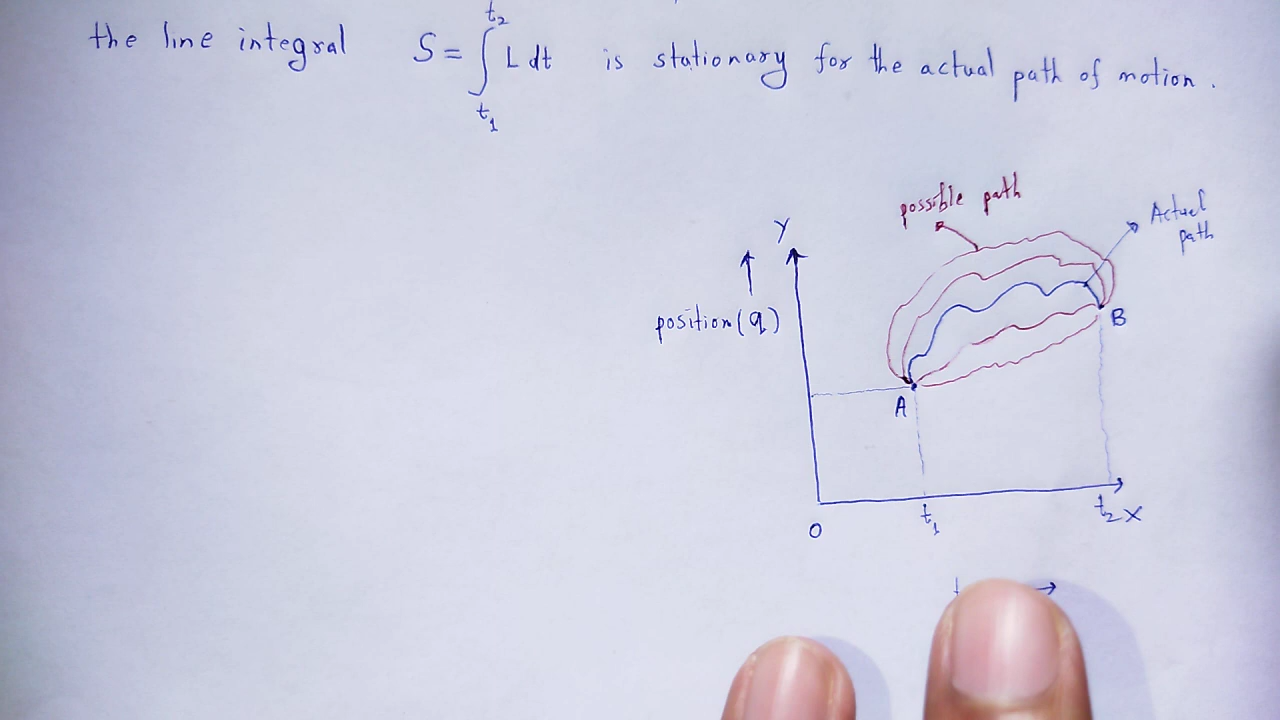 the line integral S = ∫ L dt is stationary for the actual path of motion.
t2
t1
possible path
Actual
path
Y
position (q)
B
A
O
t1
t2
X